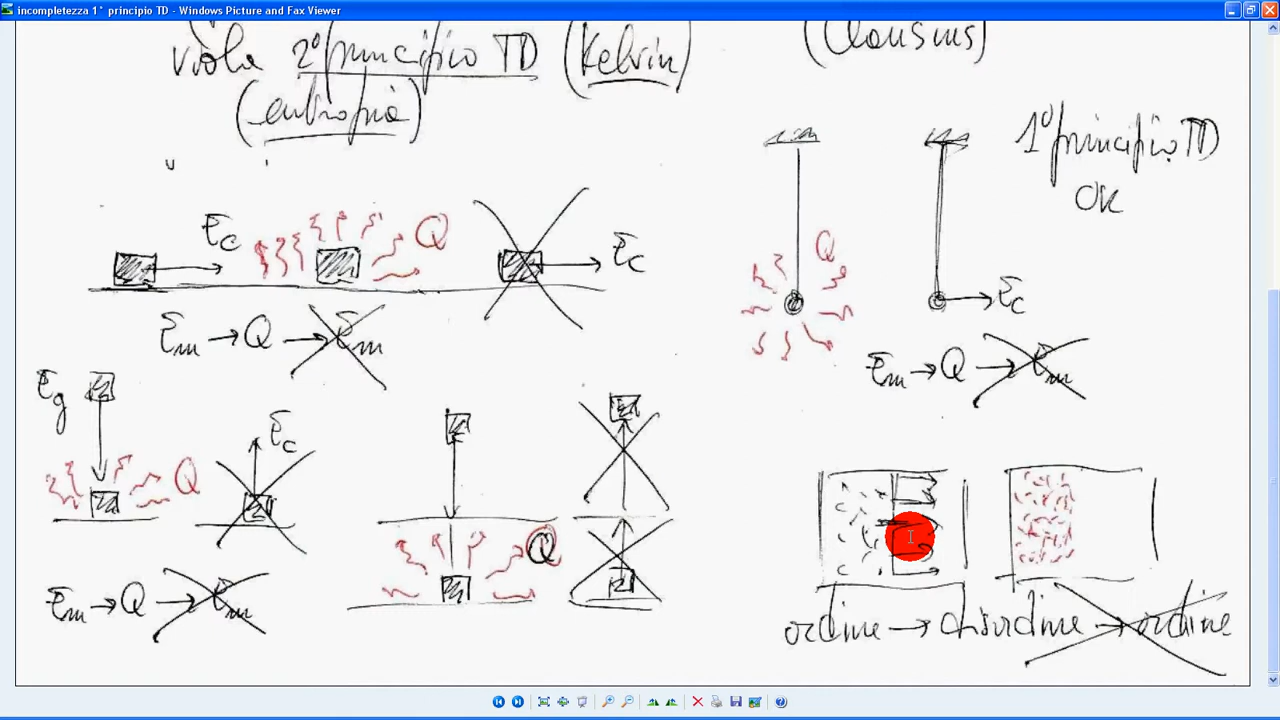 incompletezza 1° principio TD - Windows Picture and Fax Viewer
viola 2° principio TD (Kelvin)
(Clausius)
(entropia)
1° principio TD
OK
Ec Q Ec
Em → Q → Em
Q
Ec
Em → Q → Em
Eg
Q
Ec
Q
Em → Q → Em
ordine → disordine → ordine